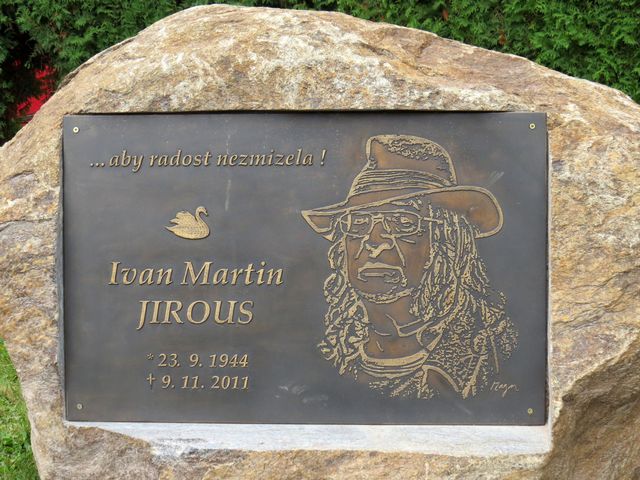 ...aby radost nezmizela !
Ivan Martin
JIROUS
* 23. 9. 1944
† 9. 11. 2011